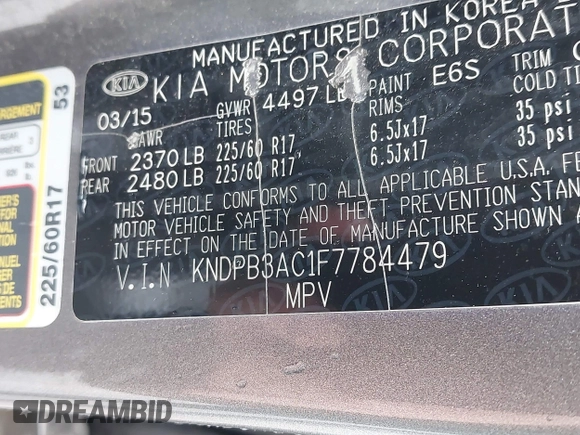 MANUFACTURED IN KOREA
KIA KIA MOTORS CORPORAT
03/15 GVWR 4497 LB PAINT E6S TRIM
GAWR TIRES RIMS COLD TI
FRONT 2370 LB 225/60 R17, 6.5Jx17 35 psi
REAR 2480 LB 225/60 R17, 6.5Jx17 35 psi
THIS VEHICLE CONFORMS TO ALL APPLICABLE U.S.A. FE
MOTOR VEHICLE SAFETY AND THEFT PREVENTION STAN
IN EFFECT ON THE DATE OF MANUFACTURE SHOWN A
V.I.N KNDPB3AC1F7784479
MPV
225/60R17 53
DREAMBID